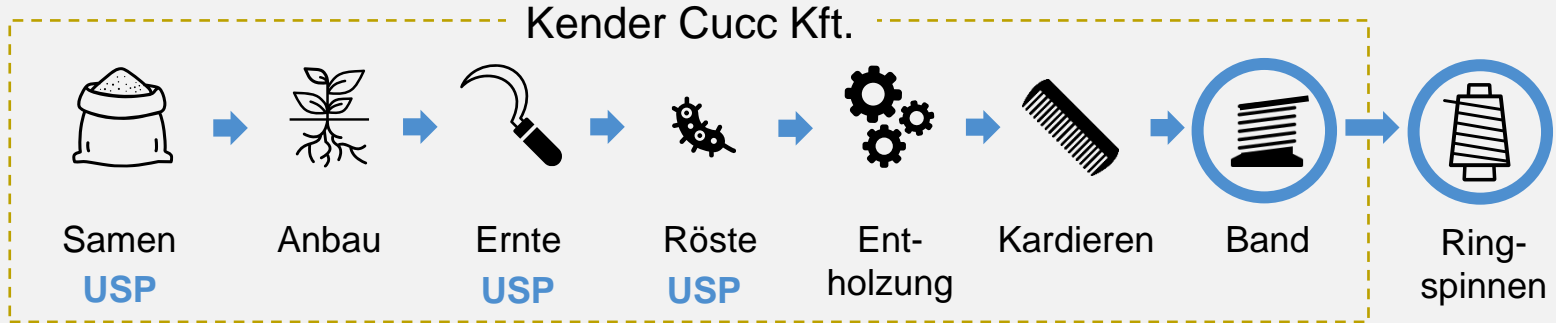 Kender Cucc Kft.
Samen
USP
Anbau
Ernte
USP
Röste
USP
Ent-
holzung
Kardieren
Band
Ring-
spinnen